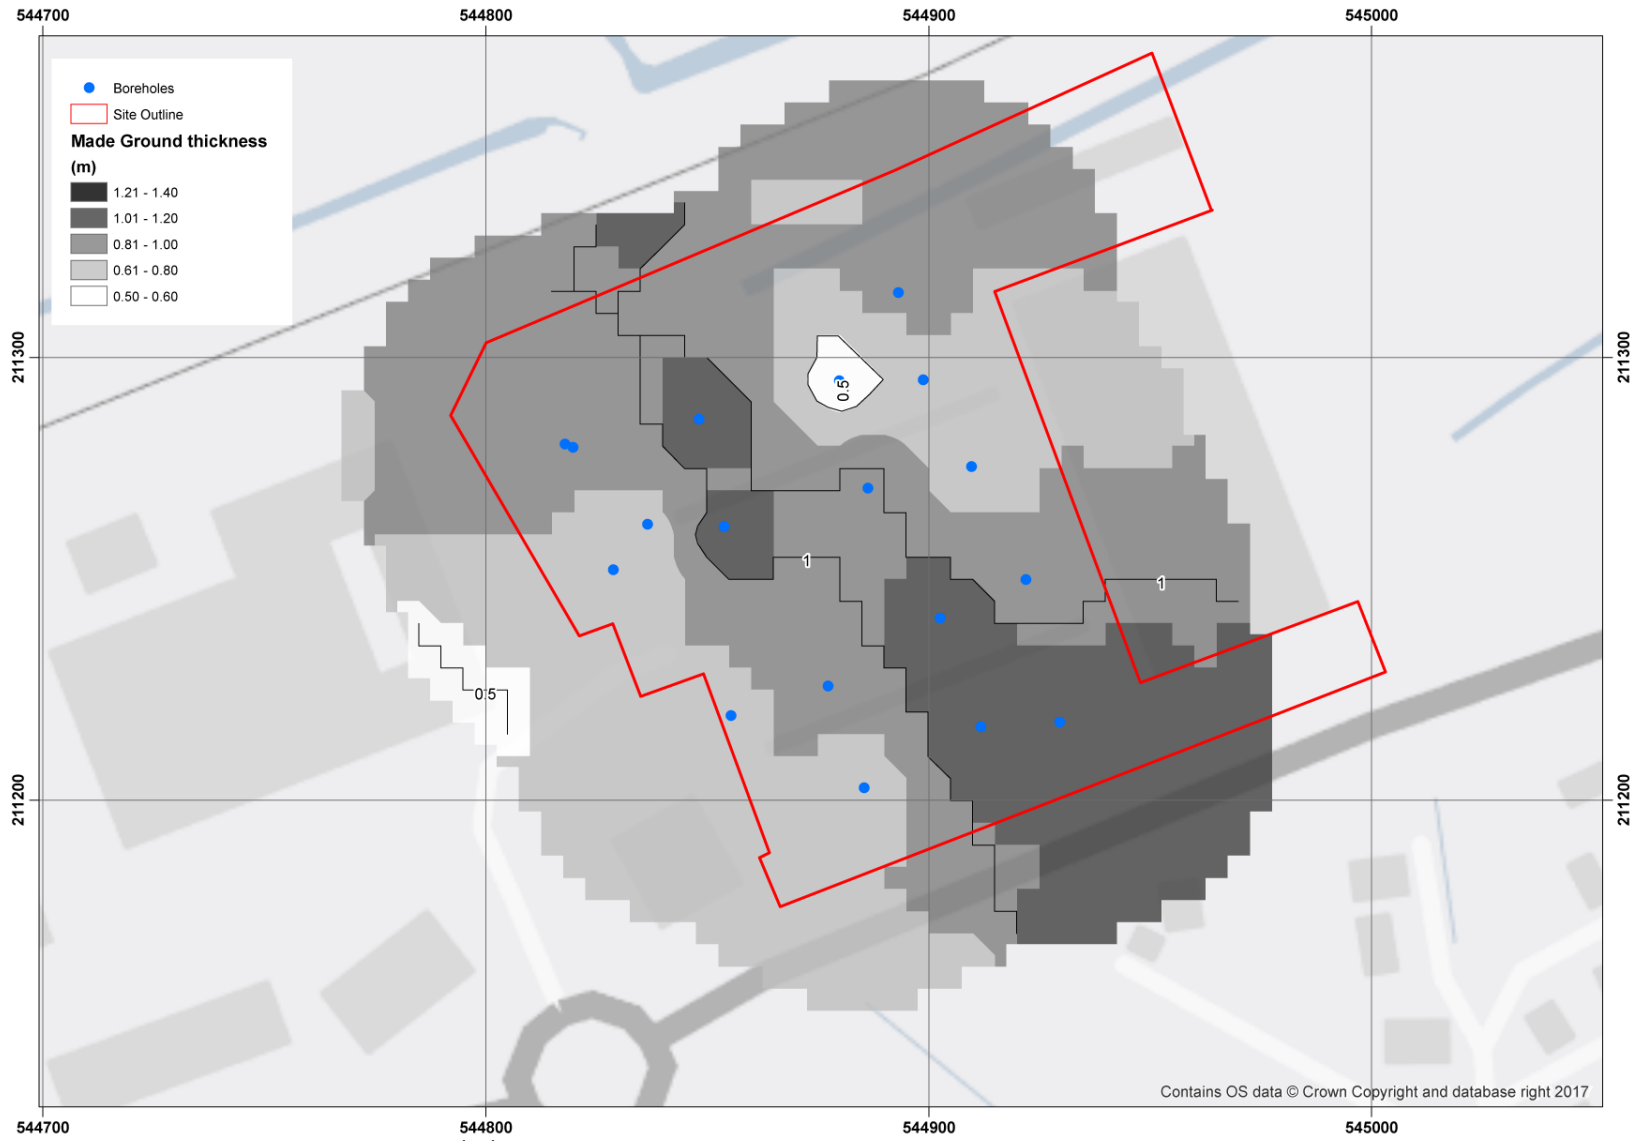 544700 544800 544900 545000
Boreholes
Site Outline
Made Ground thickness
(m)
1.21 - 1.40
1.01 - 1.20
0.81 - 1.00
0.61 - 0.80
0.50 - 0.60
211300 211300
0.5
1
1
0.5
211200 211200
Contains OS data © Crown Copyright and database right 2017
544700 544800 544900 545000